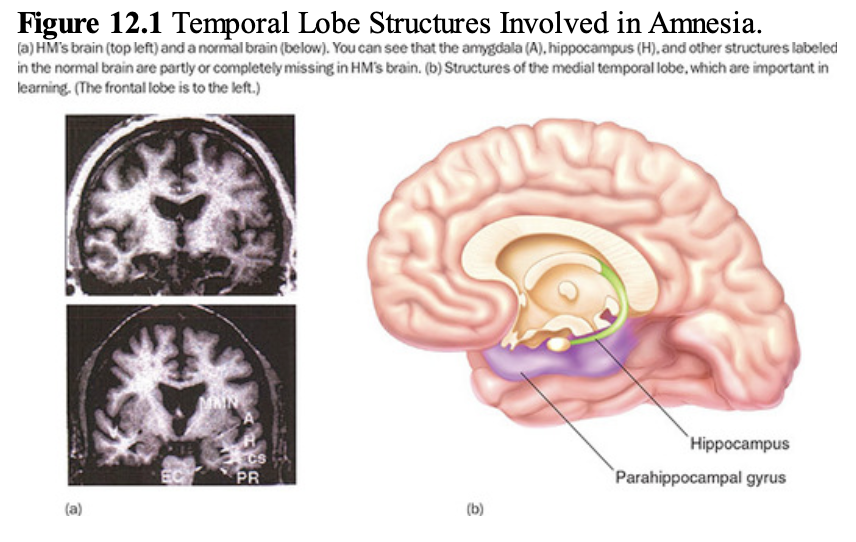 Figure 12.1 Temporal Lobe Structures Involved in Amnesia.
(a) HM's brain (top left) and a normal brain (below). You can see that the amygdala (A), hippocampus (H), and other structures labeled
in the normal brain are partly or completely missing in HM's brain. (b) Structures of the medial temporal lobe, which are important in
learning. (The frontal lobe is to the left.)
MMN
A
H
CS
EC
PR
Hippocampus
Parahippocampal gyrus
(a)
(b)